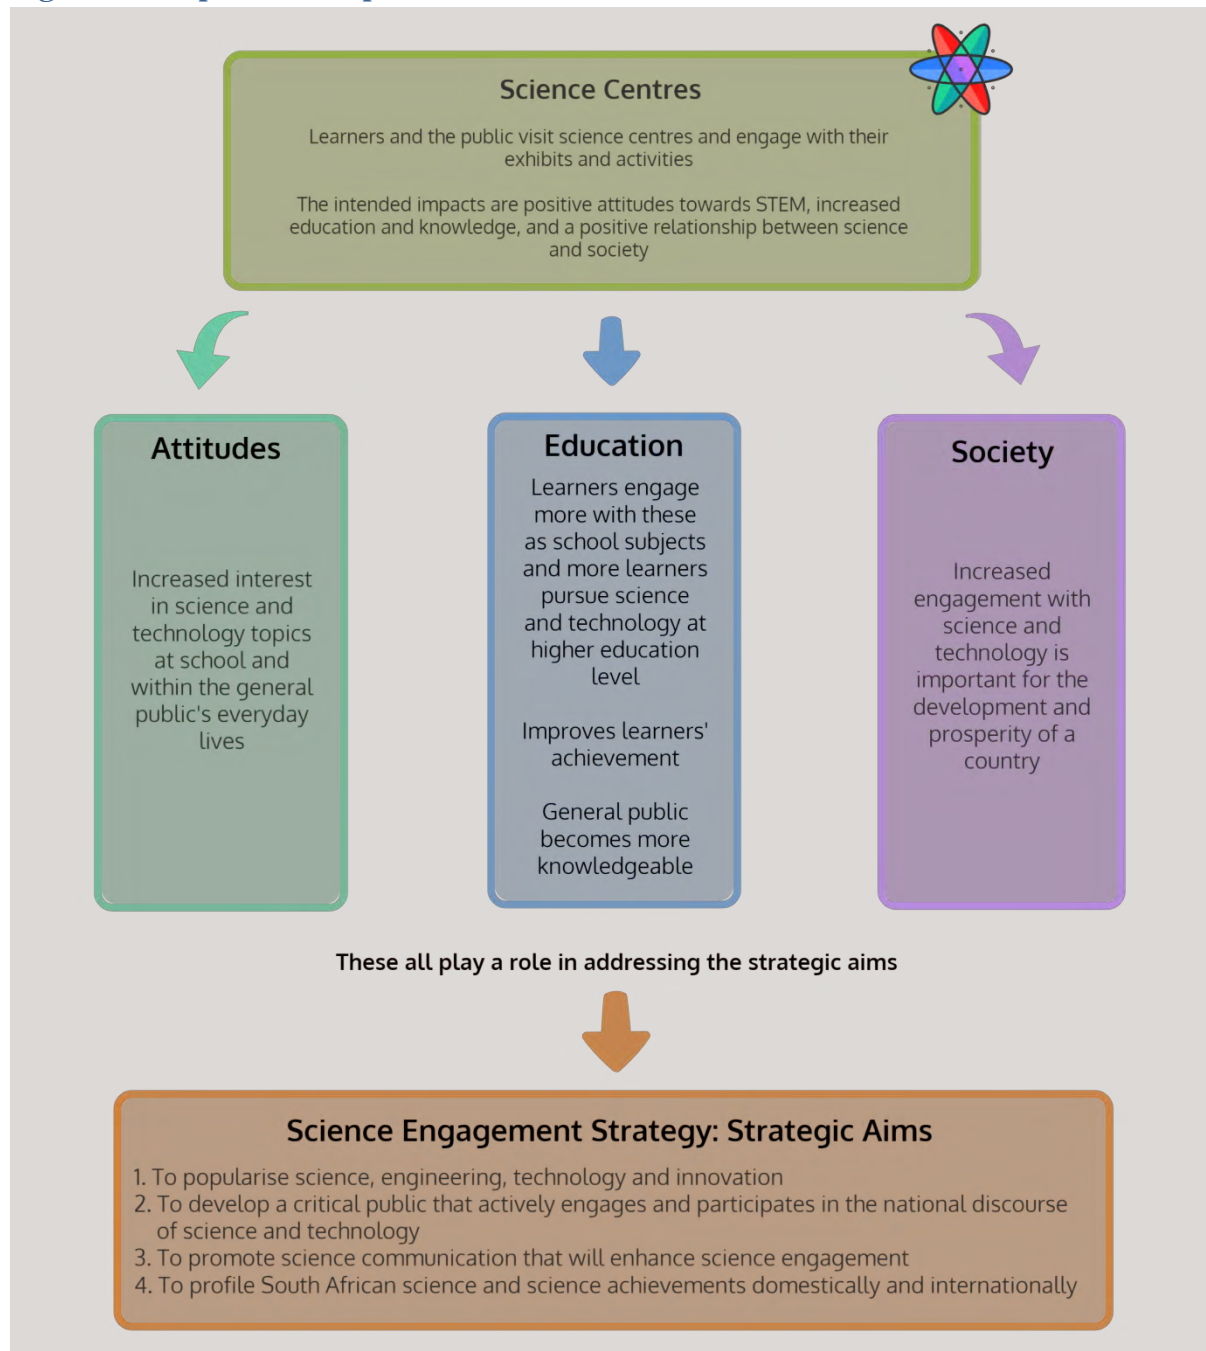 Science Centres
Learners and the public visit science centres and engage with their
exhibits and activities
The intended impacts are positive attitudes towards STEM, increased
education and knowledge, and a positive relationship between science
and society
Attitudes
Increased interest
in science and
technology topics
at school and
within the general
public's everyday
lives
Education
Learners engage
more with these
as school subjects
and more learners
pursue science
and technology at
higher education
level
Improves learners'
achievement
General public
becomes more
knowledgeable
Society
Increased
engagement with
science and
technology is
important for the
development and
prosperity of a
country
These all play a role in addressing the strategic aims
Science Engagement Strategy: Strategic Aims
1. To popularise science, engineering, technology and innovation
2. To develop a critical public that actively engages and participates in the national discourse
of science and technology
3. To promote science communication that will enhance science engagement
4. To profile South African science and science achievements domestically and internationally